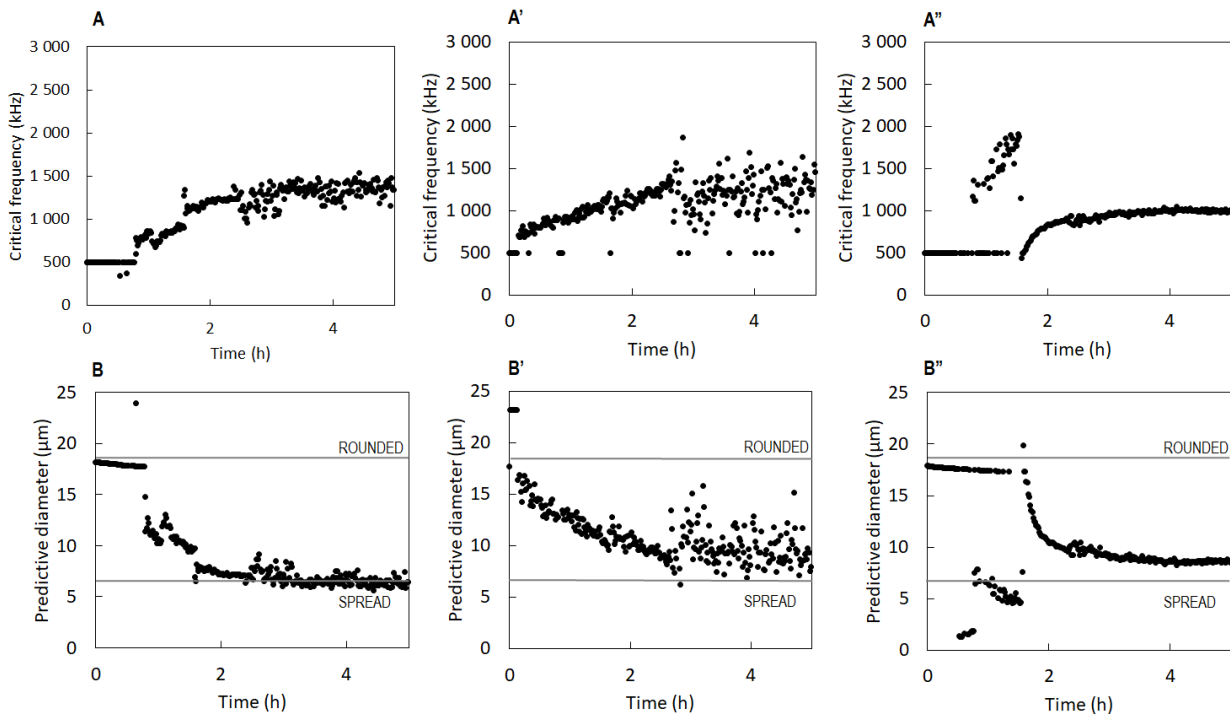 A
Critical frequency (kHz)
3 000
2 500
2 000
1 500
1 000
500
0
0 2 4
Time (h)
A'
Critical frequency (kHz)
3 000
2 500
2 000
1 500
1 000
500
0
0 2 4
Time (h)
A"
Critical frequency (kHz)
3 000
2 500
2 000
1 500
1 000
500
0
0 2 4
Time (h)
B
Predictive diameter (μm)
25
20
15
10
5
0
ROUNDED
SPREAD
0 2 4
Time (h)
B'
Predictive diameter (μm)
25
20
15
10
5
0
ROUNDED
SPREAD
0 2 4
Time (h)
B"
Predictive diameter (μm)
25
20
15
10
5
0
ROUNDED
SPREAD
0 2 4
Time (h)